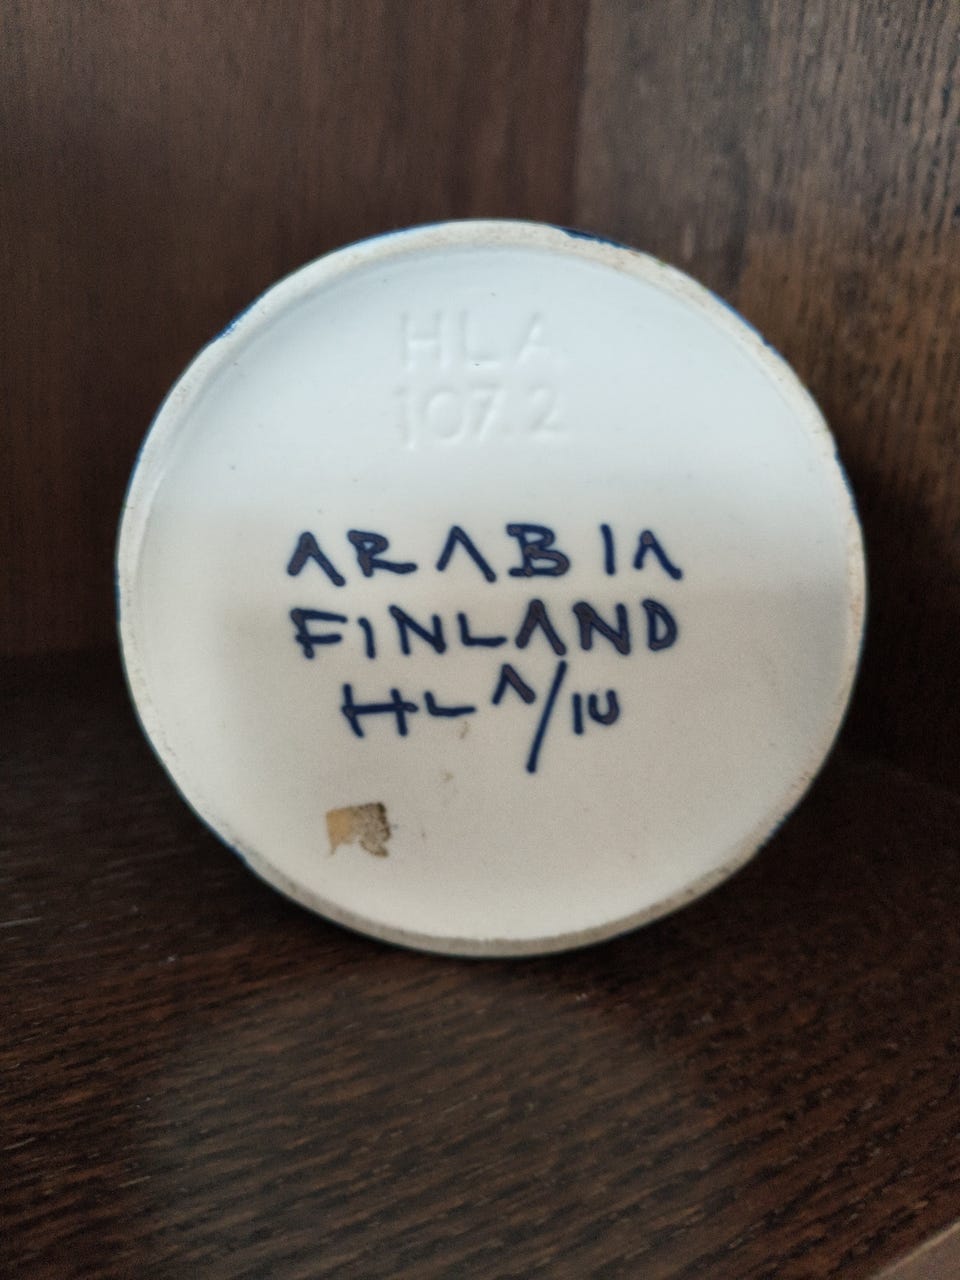 HLA
107.2
ARABIA
FINLAND
HLA/IU